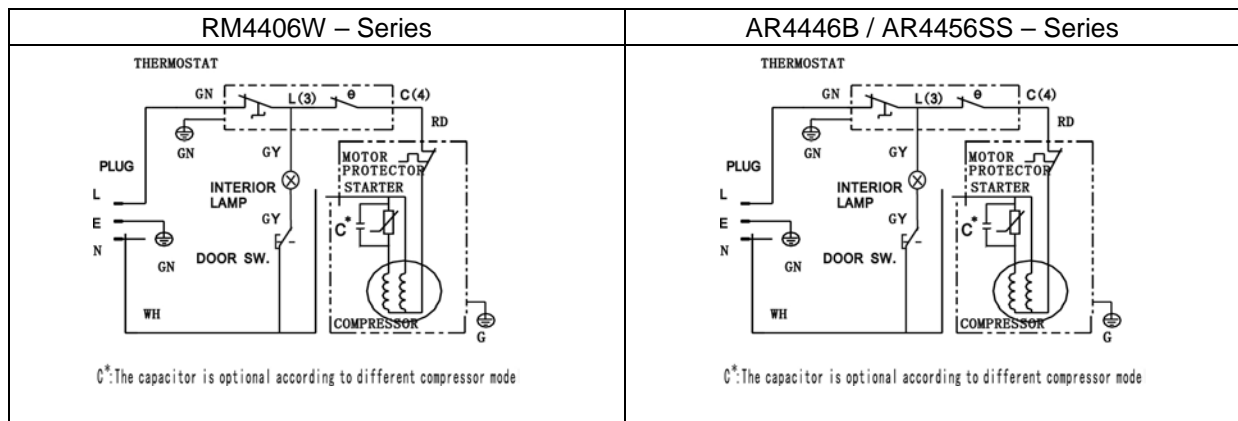 RM4406W – Series
THERMOSTAT
GN
L(3)
θ
C(4)
RD
GN
GY
MOTOR
PROTECTOR
PLUG
L
INTERIOR
LAMP
STARTER
GY
C*
E
N
GN
DOOR SW.
WH
COMPRESSOR
G
C*:The capacitor is optional according to different compressor mode
AR4446B / AR4456SS – Series
THERMOSTAT
GN
L(3)
θ
C(4)
RD
GN
GY
MOTOR
PROTECTOR
PLUG
L
INTERIOR
LAMP
STARTER
GY
C*
E
N
GN
DOOR SW.
WH
COMPRESSOR
G
C*:The capacitor is optional according to different compressor mode